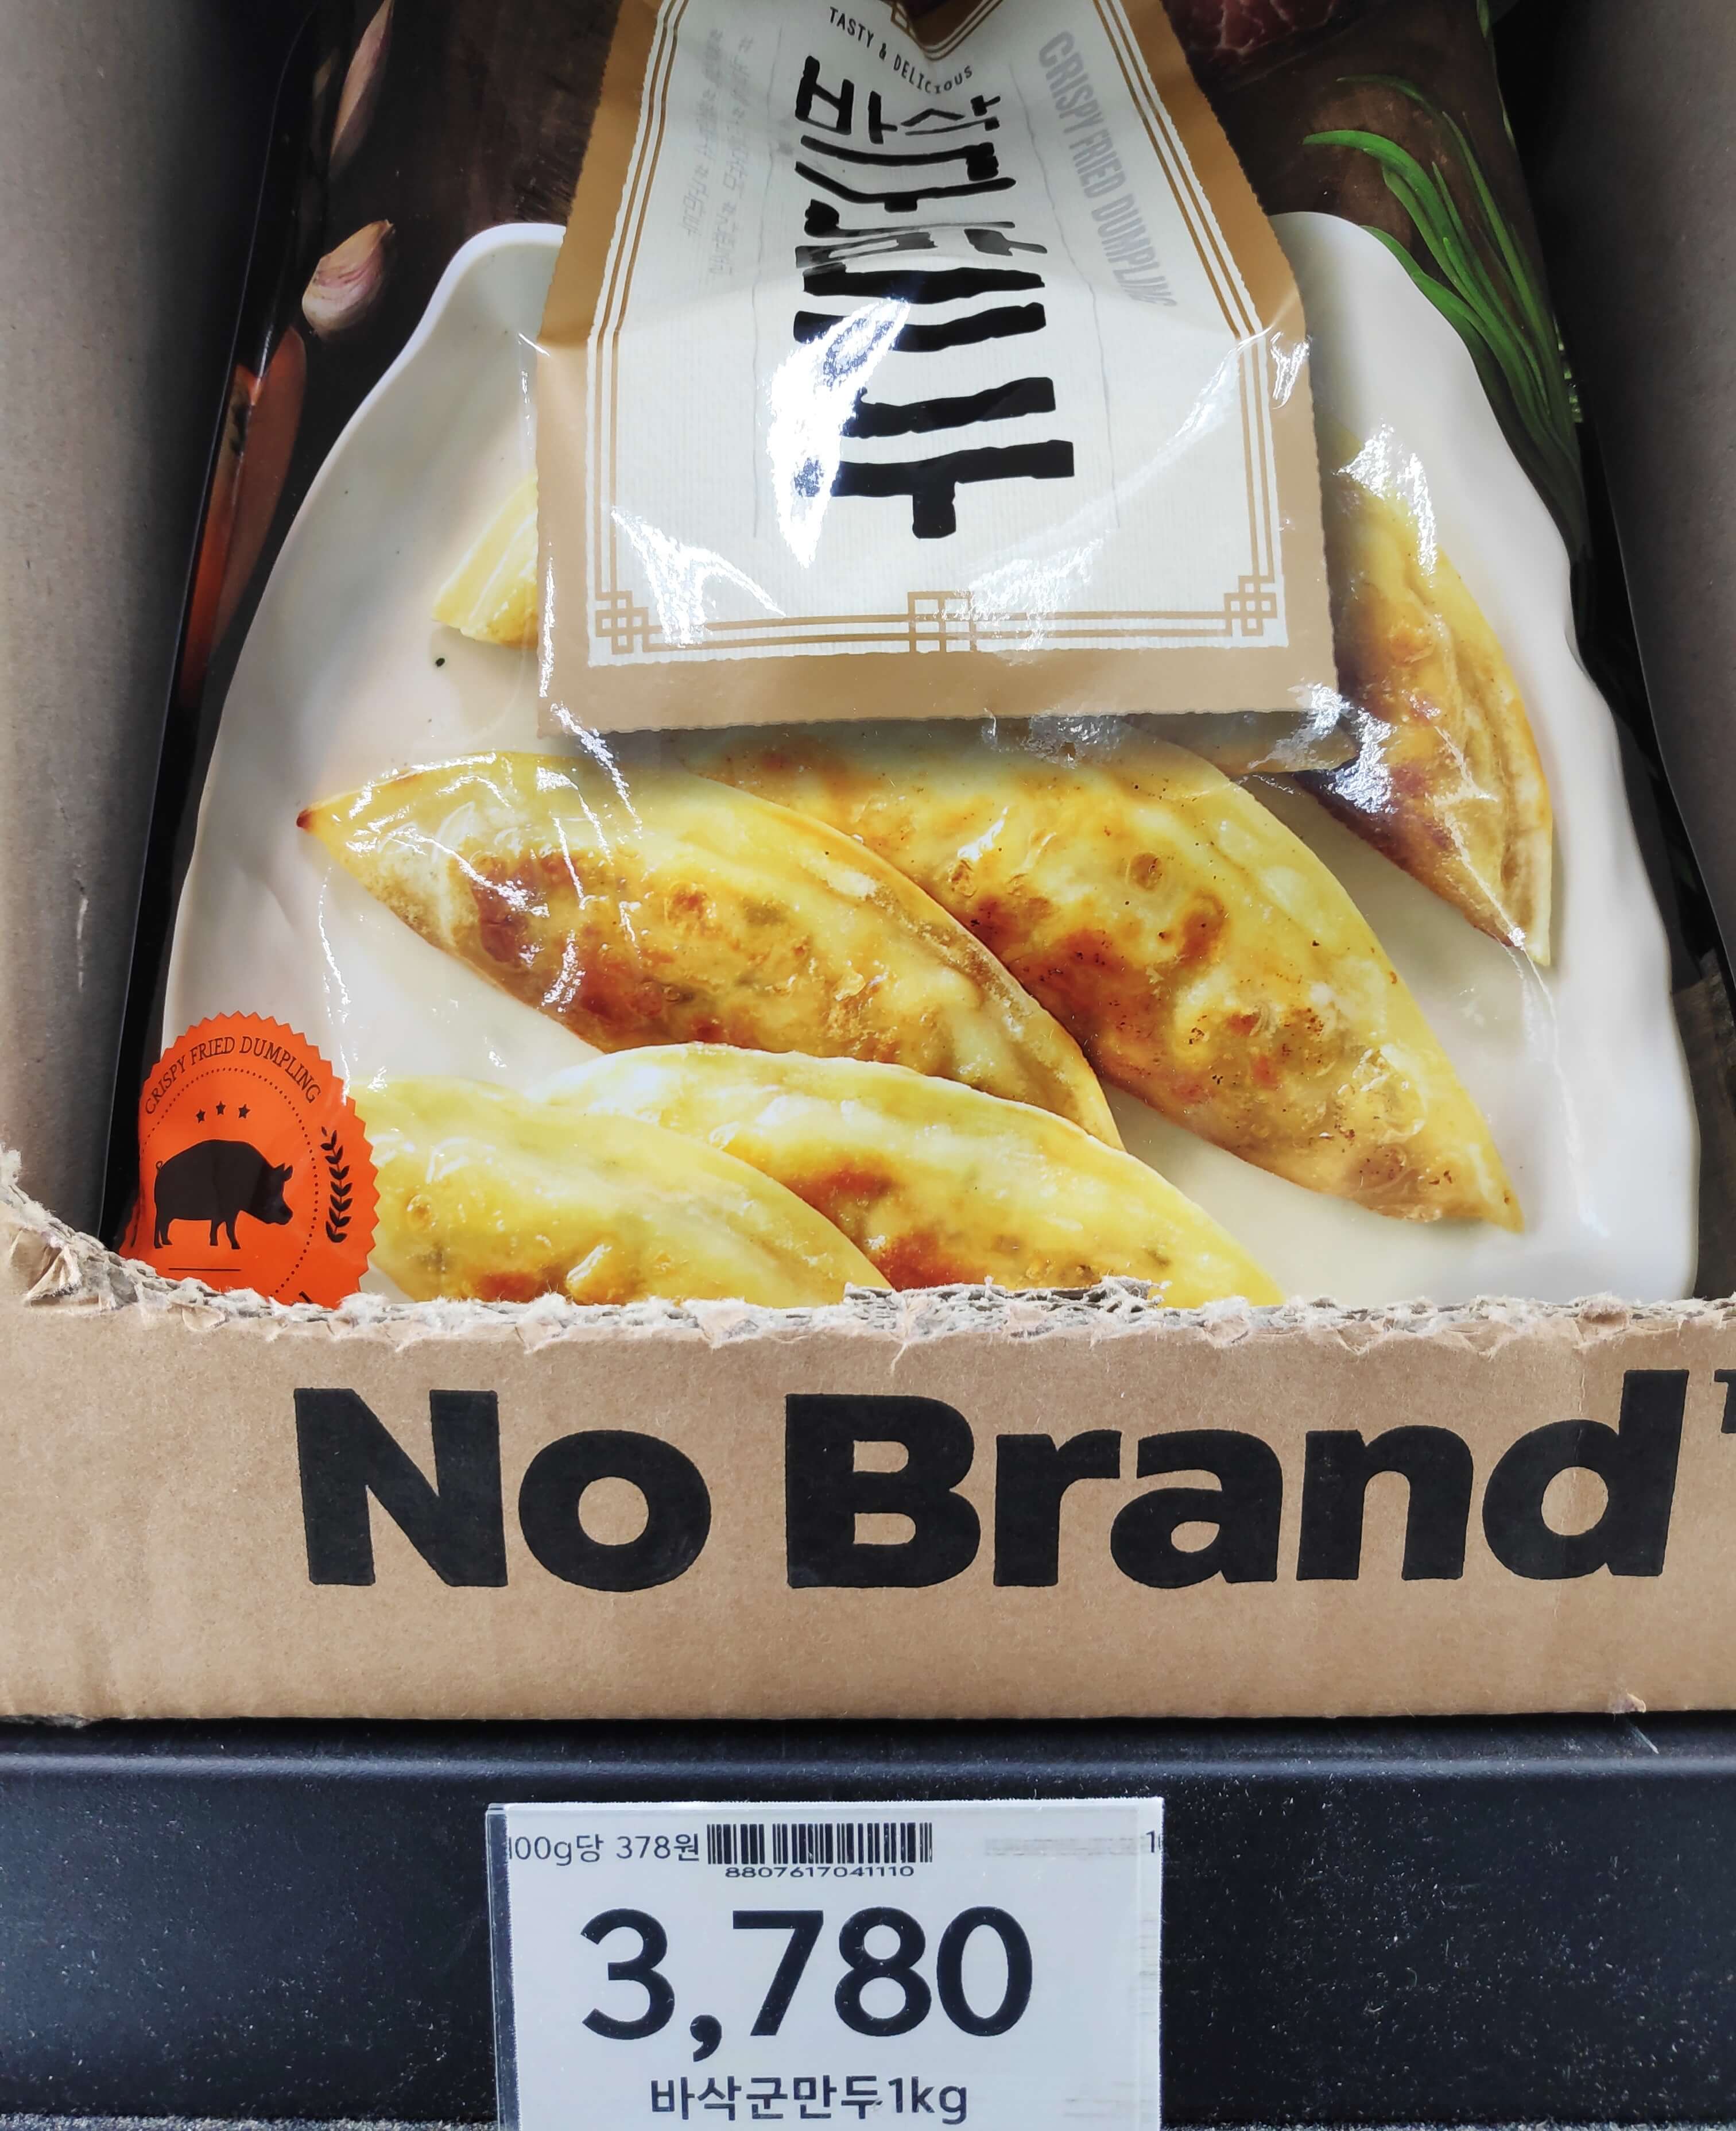 TASTY & DELICIOUS
바삭
군만두
CRISPY FRIED DUMPLING
CRISPY FRIED DUMPLING
No Brand
100g당 378원
8807617041110
3,780
바삭군만두1kg